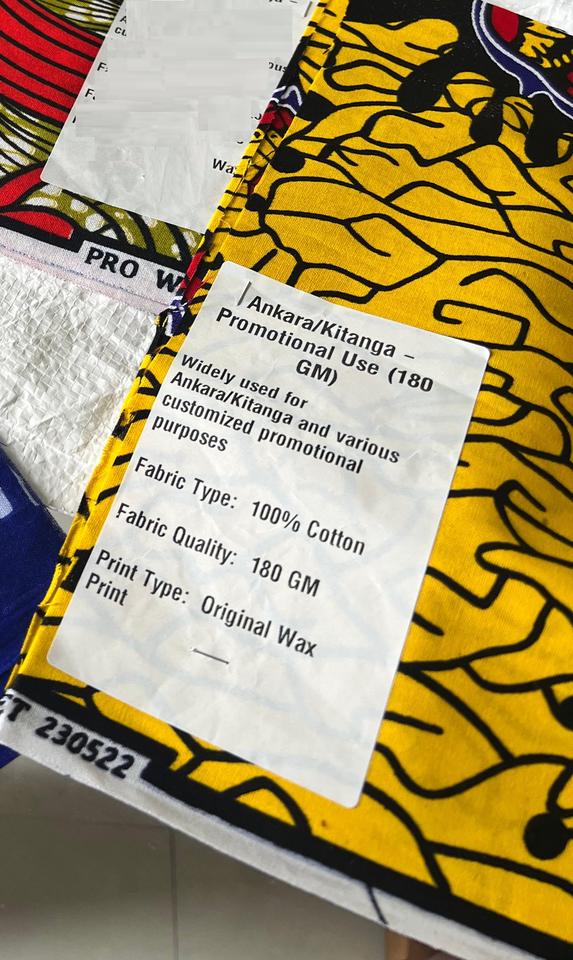 PRO
Ankara/Kitanga –
Promotional Use (180
GM)
Widely used for
Ankara/Kitanga and various
customized promotional
purposes
Fabric Type: 100% Cotton
Fabric Quality: 180 GM
Print Type: Original Wax
Print
230522